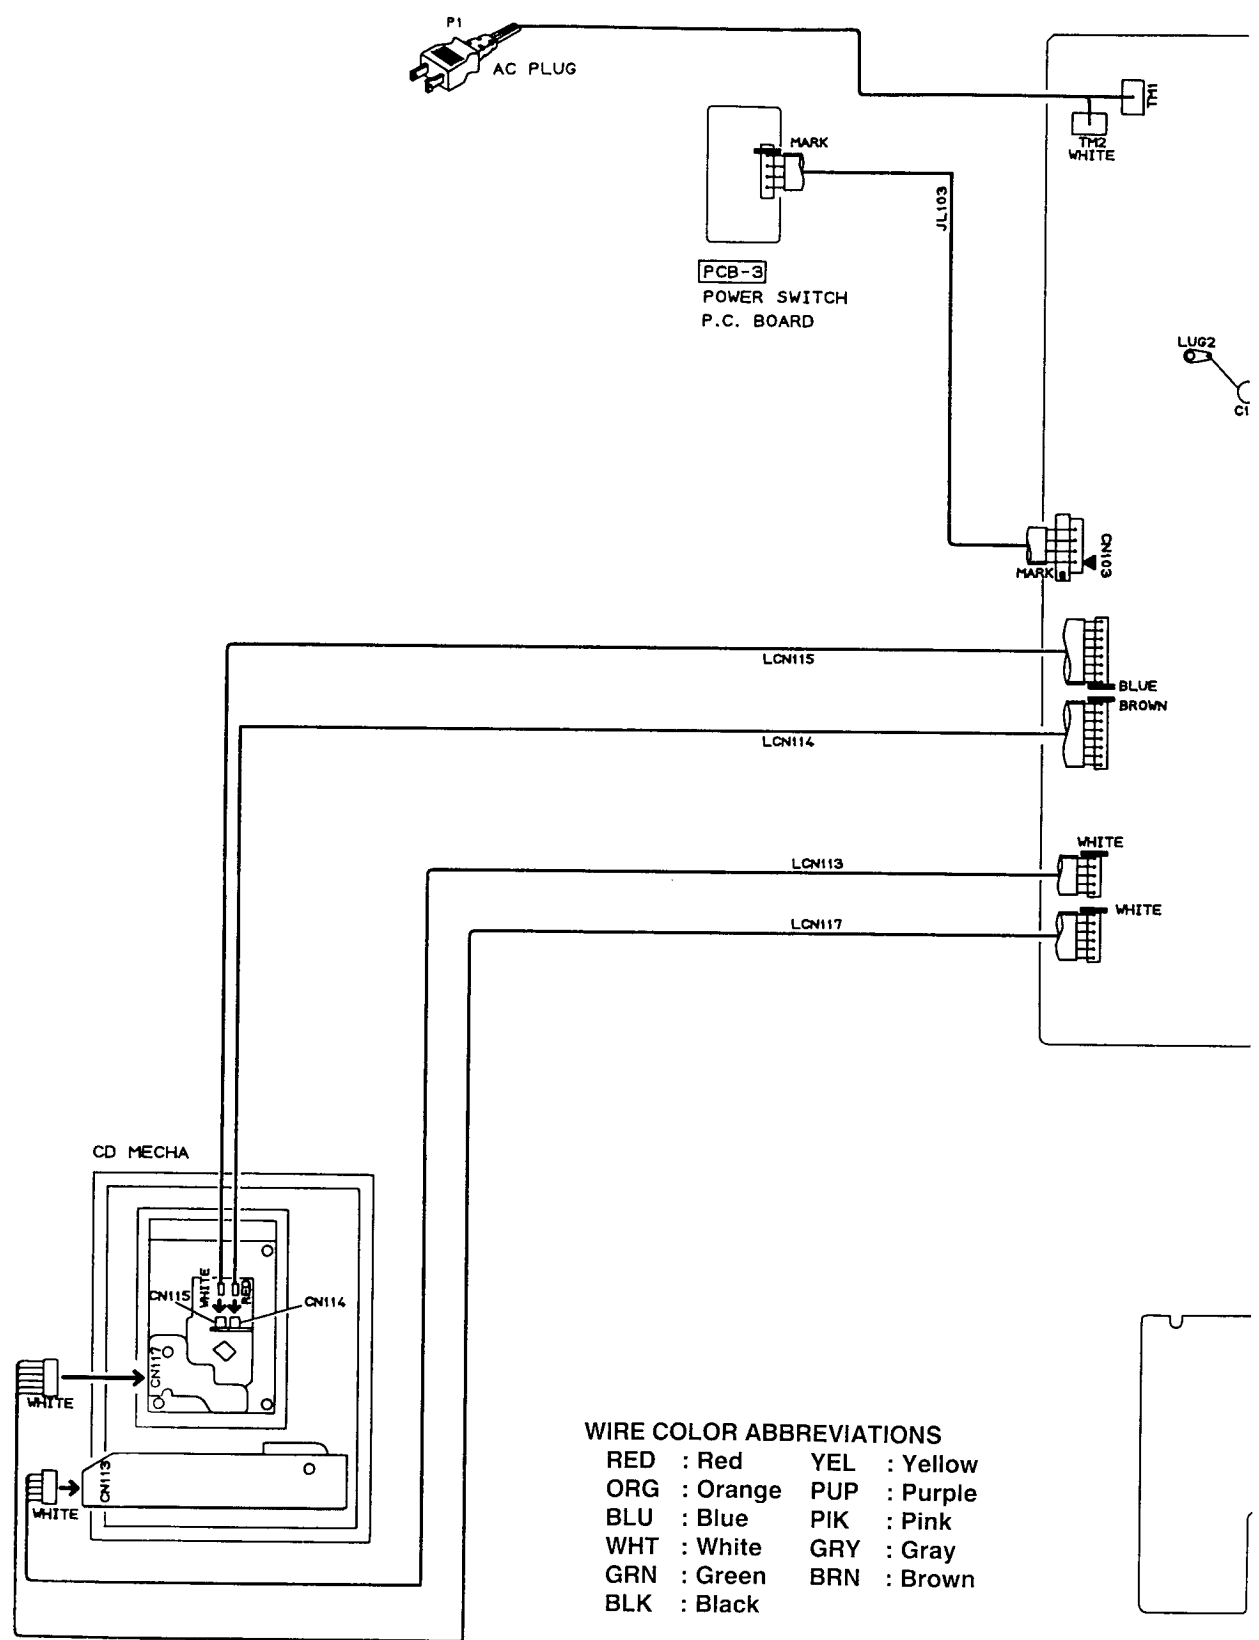 P1
AC PLUG
TM1
TM2
WHITE
MARK
JL103
PCB-3
POWER SWITCH
P.C. BOARD
LUG2
C1
CN103
MARK
LCN115
BLUE
BROWN
LCN114
WHITE
LCN113
WHITE
LCN117
CD MECHA
WHITE
RED
CN115
CN114
CN117
WHITE
CN113
WHITE
WIRE COLOR ABBREVIATIONS
RED : Red YEL : Yellow
ORG : Orange PUP : Purple
BLU : Blue PIK : Pink
WHT : White GRY : Gray
GRN : Green BRN : Brown
BLK : Black